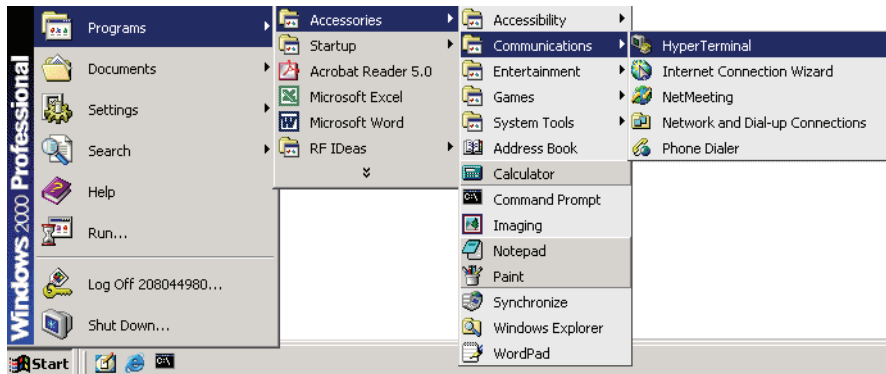 Windows 2000 Professional
Programs
Documents
Settings
Search
Help
Run...
Log Off 208044980...
Shut Down...
Accessories
Startup
Acrobat Reader 5.0
Microsoft Excel
Microsoft Word
RF IDeas
Accessibility
Communications
Entertainment
Games
System Tools
Address Book
Calculator
Command Prompt
Imaging
Notepad
Paint
Synchronize
Windows Explorer
WordPad
HyperTerminal
Internet Connection Wizard
NetMeeting
Network and Dial-up Connections
Phone Dialer
Start